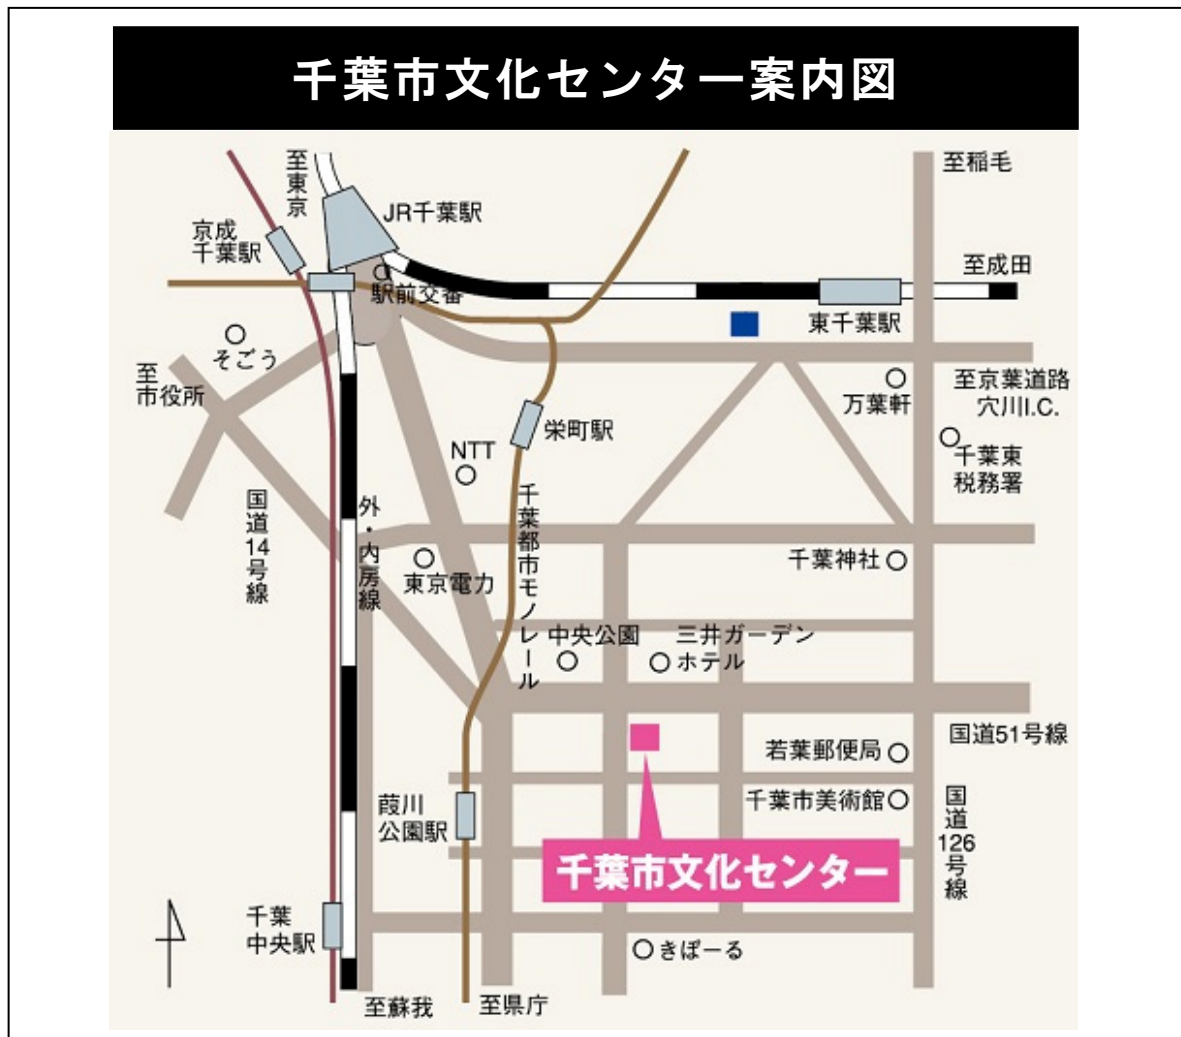 千葉市文化センター案内図
至東京
JR千葉駅
至稲毛
京成
千葉駅
至成田
駅前交番
東千葉駅
そごう
至
市役所
至京葉道路
穴川I.C.
万葉軒
栄町駅
NTT
千葉東
税務署
国道14号線
外・内房線
千葉都市モノレール
東京電力
千葉神社
中央公園
三井ガーデン
ホテル
国道51号線
若葉郵便局
千葉市美術館
国道126号線
葭川
公園駅
千葉市文化センター
千葉
中央駅
きぼーる
至蘇我
至県庁